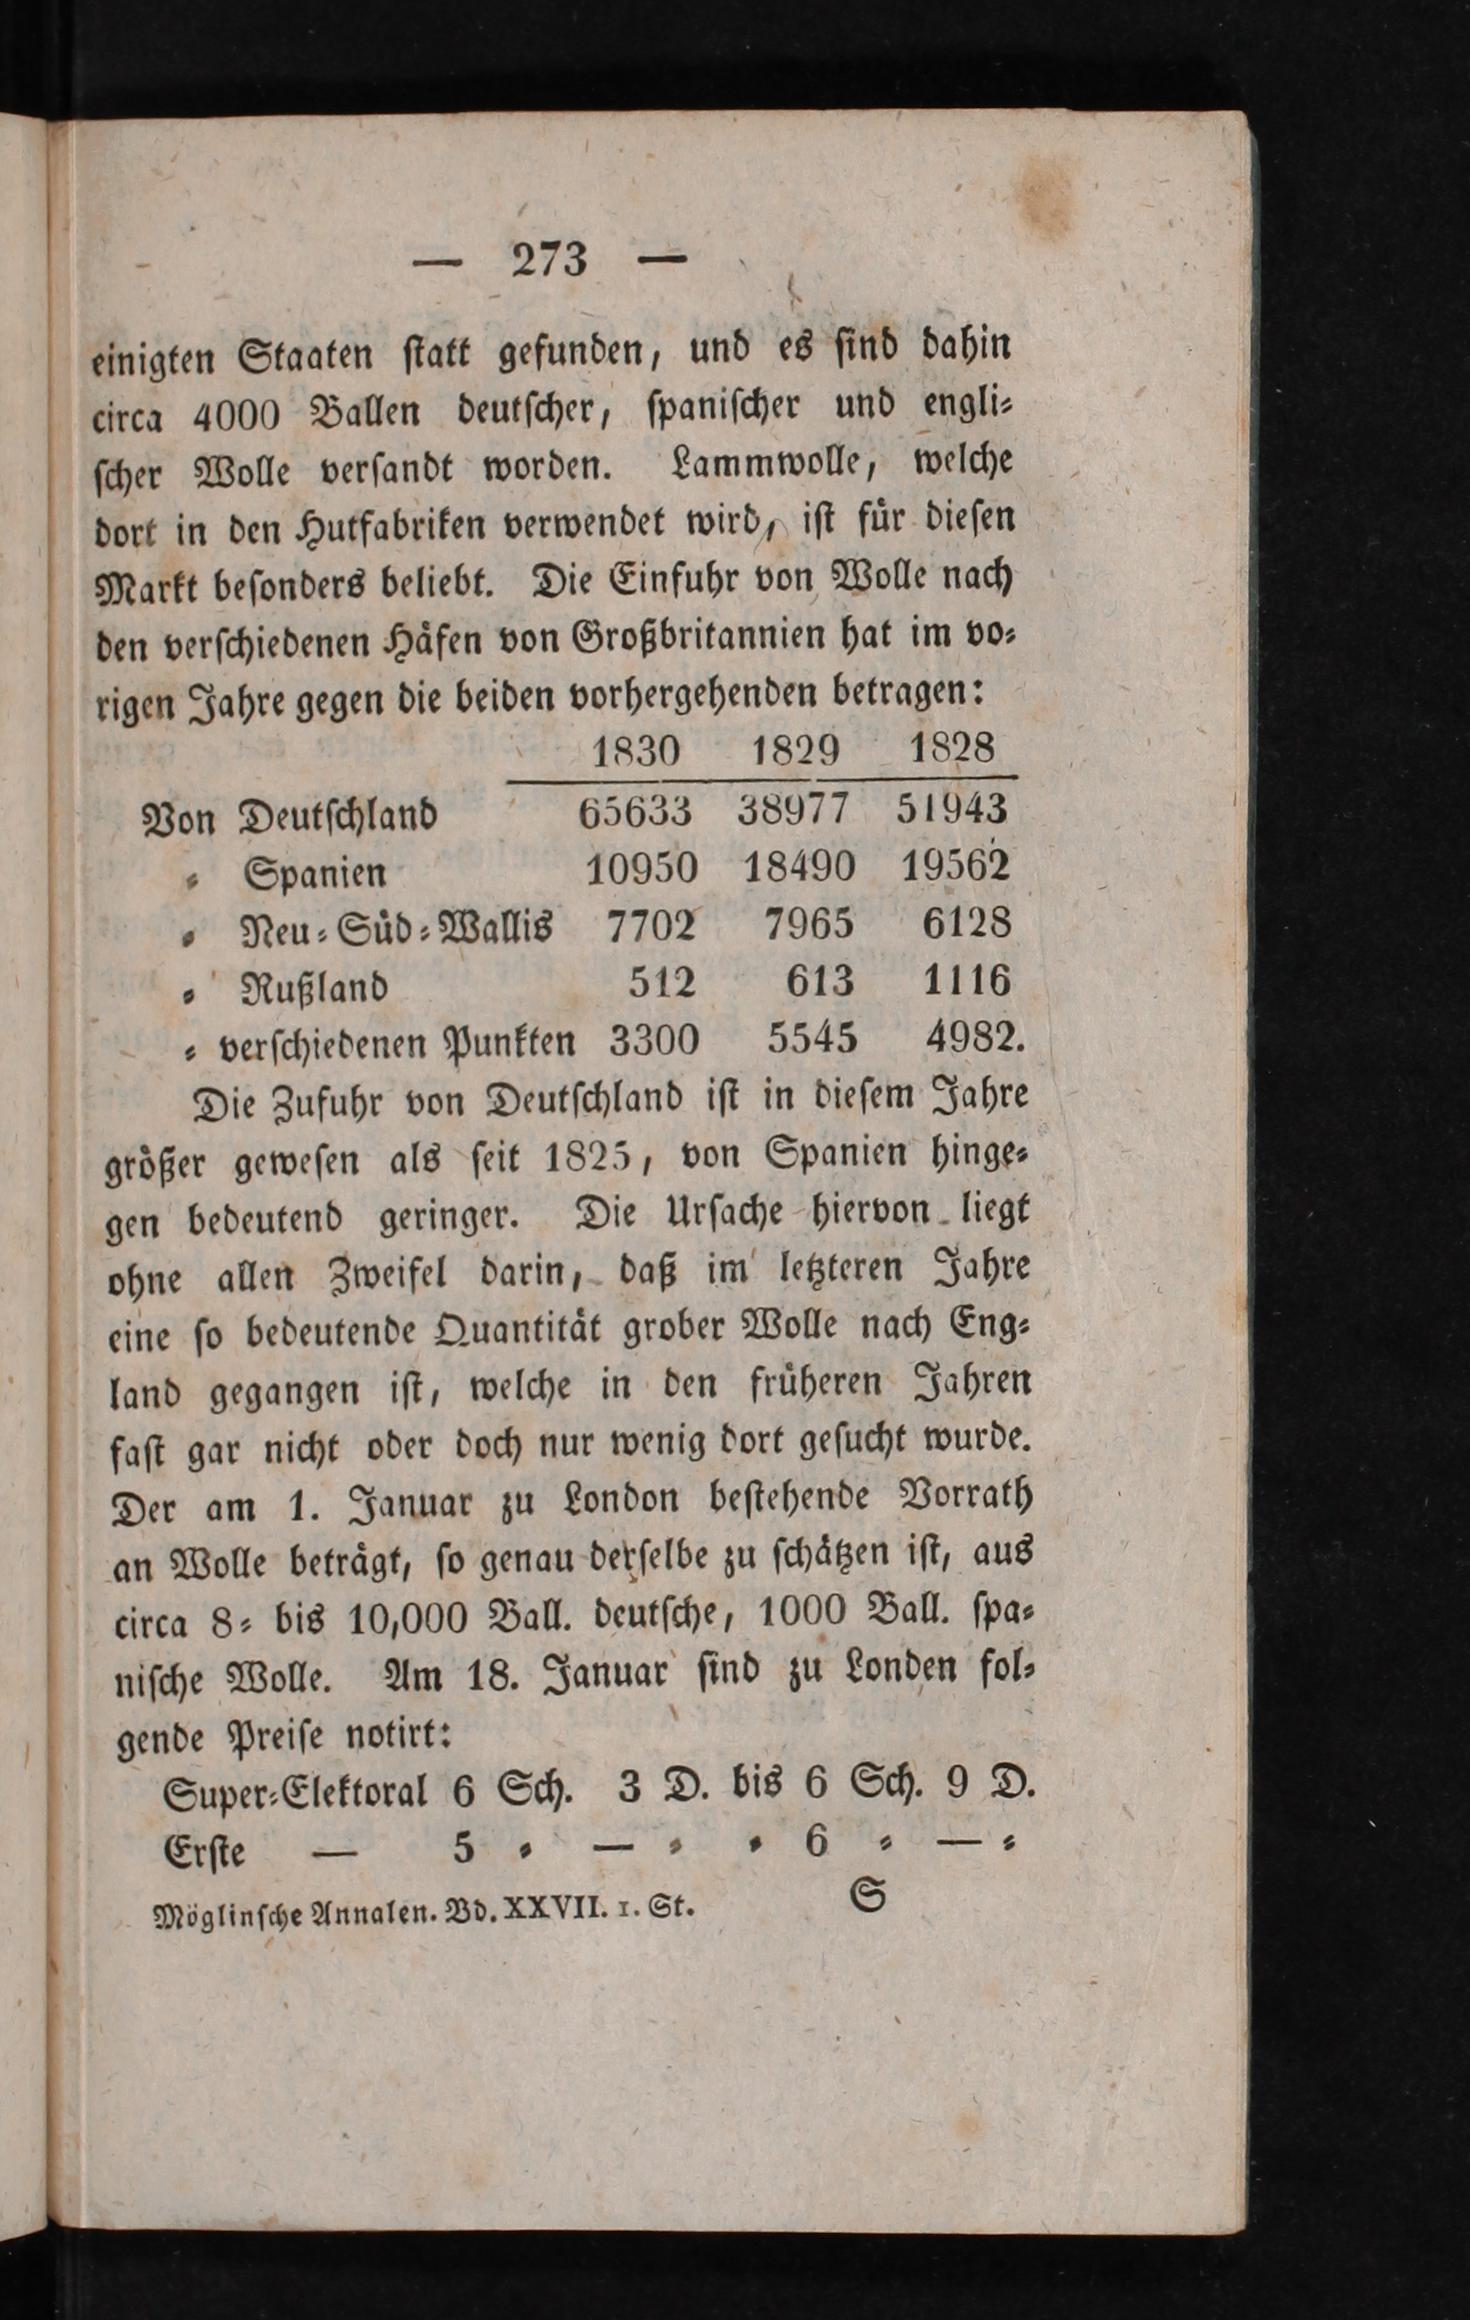 — 273 —
einigten Staaten ſtatt gefunden, und es ſind dahin
circa 4000 Ballen deutſcher, ſpaniſcher und engli⸗
ſcher Wolle verſandt worden. Lammwolle, welche
dort in den Hutfabriken verwendet wird, iſt für dieſen
Markt beſonders beliebt. Die Einfuhr von Wolle nach
den verſchiedenen Häfen von Großbritannien hat im vo⸗
rigen Jahre gegen die beiden vorhergehenden betragen:
1830 1829 1828
Von Deutſchland 65633 38977 51943
⸗ Spanien 10950 18490 19562
⸗ Neu⸗Süd⸗Wallis 7702 7965 6128
⸗ Rußland 512 613 1116
⸗ verſchiedenen Punkten 3300 5545 4982.
Die Zufuhr von Deutſchland iſt in dieſem Jahre
größer geweſen als ſeit 1825, von Spanien hinge⸗
gen bedeutend geringer. Die Urſache hiervon liegt
ohne allen Zweifel darin, daß im letzteren Jahre
eine ſo bedeutende Quantität grober Wolle nach Eng⸗
land gegangen iſt, welche in den früheren Jahren
faſt gar nicht oder doch nur wenig dort geſucht wurde.
Der am 1. Januar zu London beſtehende Vorrath
an Wolle beträgt, ſo genau derſelbe zu ſchätzen iſt, aus
circa 8⸗ bis 10,000 Ball. deutſche, 1000 Ball. ſpa⸗
niſche Wolle. Am 18. Januar ſind zu Londen fol⸗
gende Preiſe notirt:
Super⸗Elektoral 6 Sch. 3 D. bis 6 Sch. 9 D.
Erſte — 5 ⸗ — ⸗ ⸗ 6 ⸗ — ⸗
Möglinſche Annalen. Bd. XXVII. 1. St. S